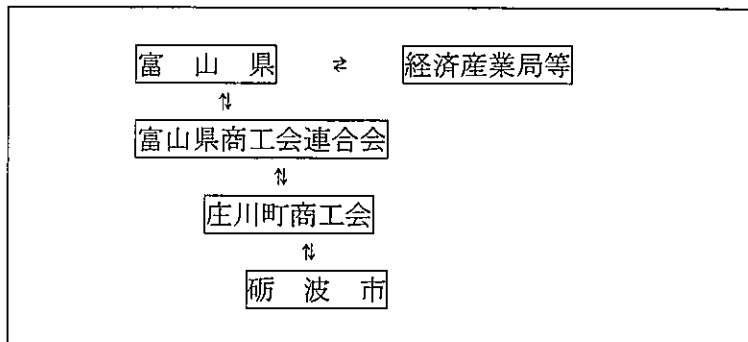 富　山　県　⇄　経済産業局等
⇅
富山県商工会連合会
⇅
庄川町商工会
⇅
砺　波　市